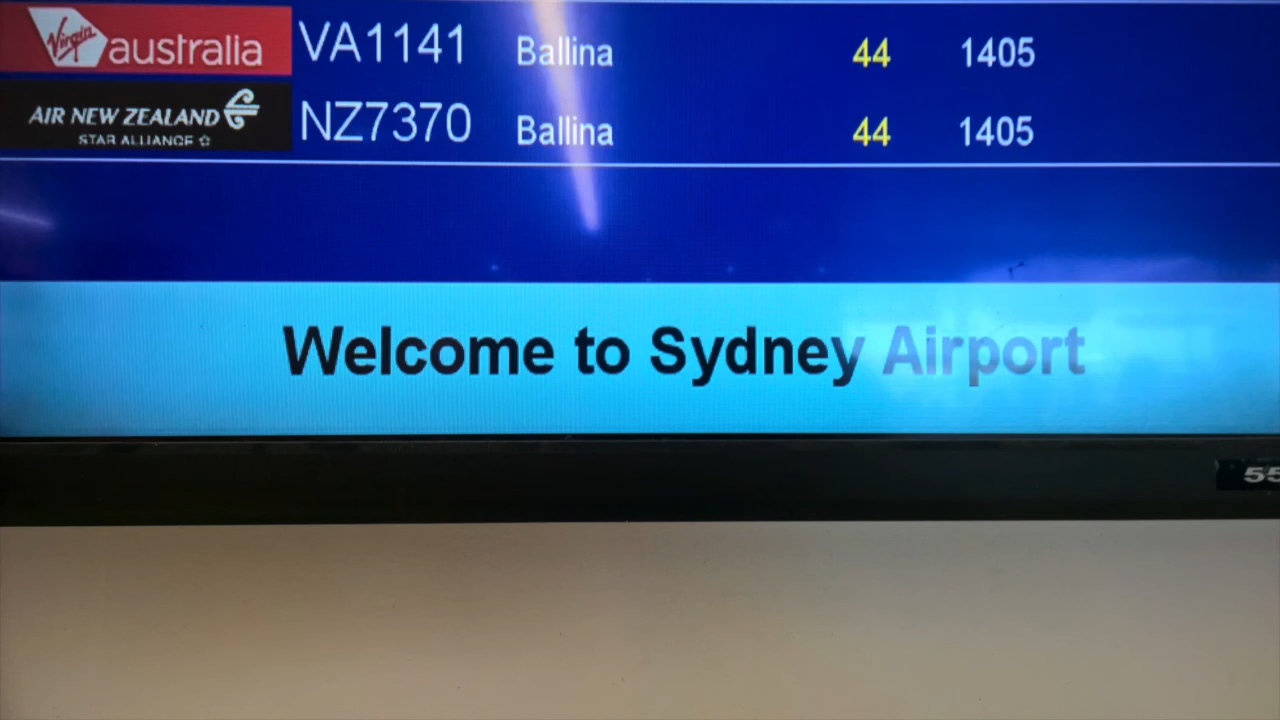 Virgin australia VA1141 Ballina 44 1405
AIR NEW ZEALAND NZ7370 Ballina 44 1405
STAR ALLIANCE
Welcome to Sydney Airport
55